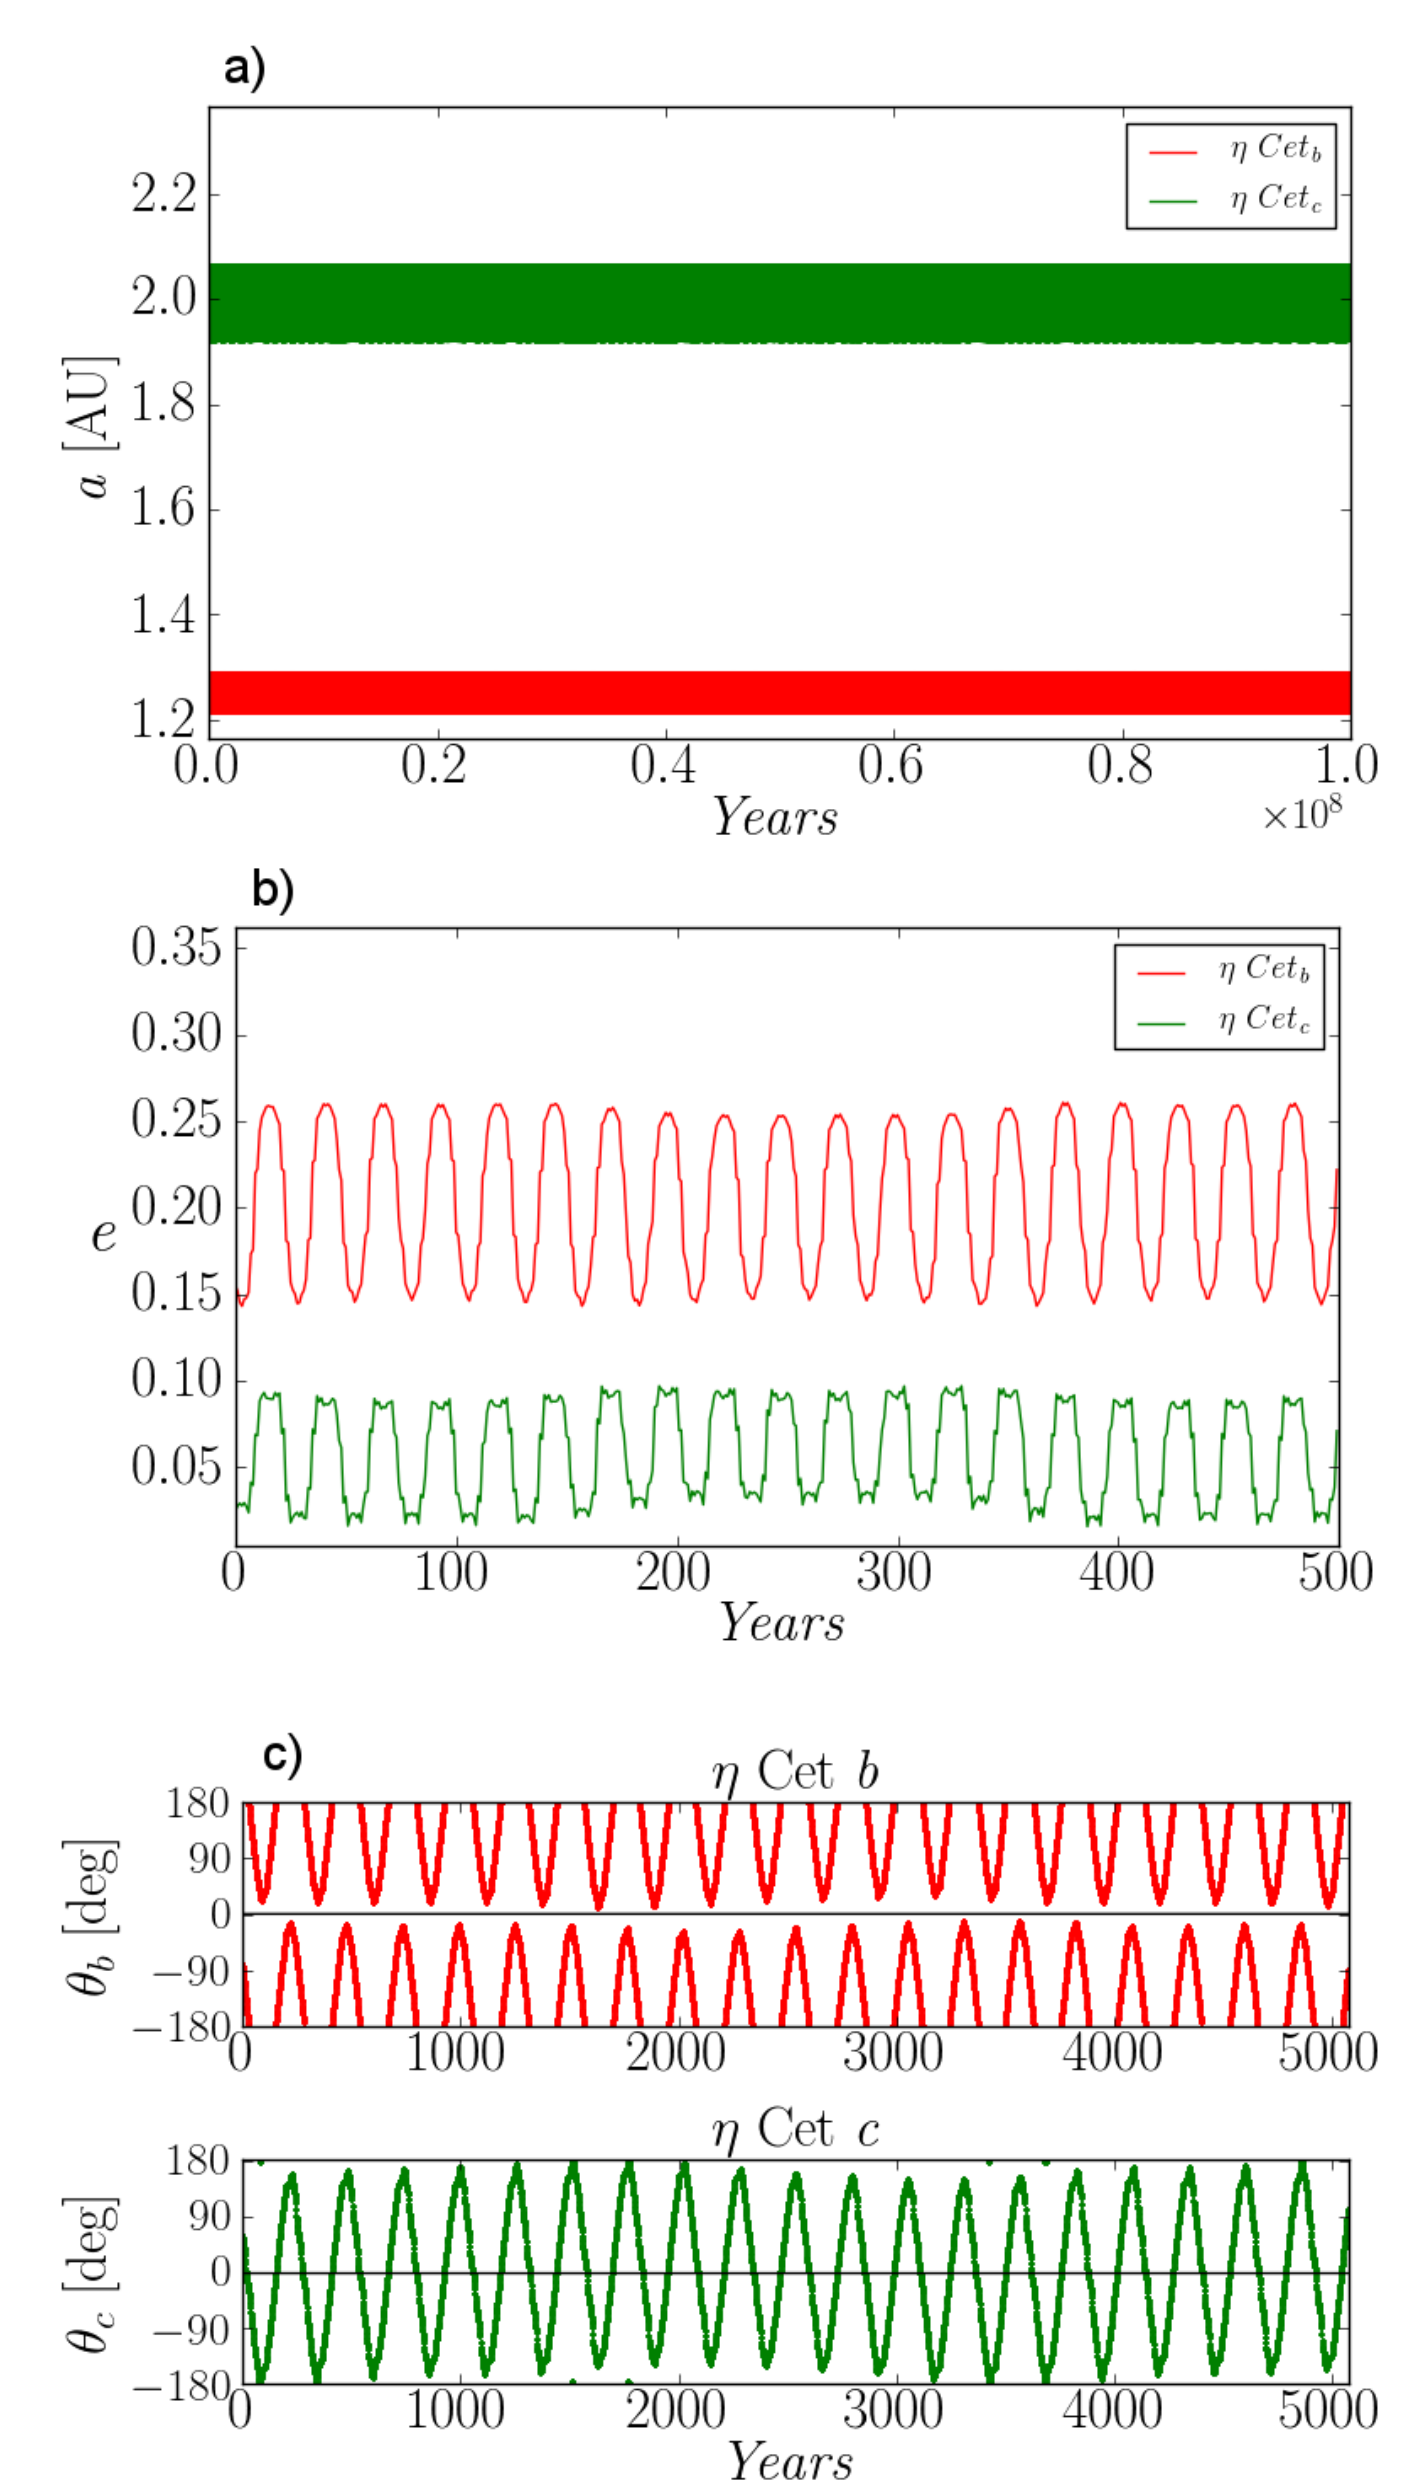 a)
η Cet_b
η Cet_c
2.2
2.0
1.8
1.6
1.4
1.2
a [AU]
0.0 0.2 0.4 0.6 0.8 1.0
Years ×10^8
b)
η Cet_b
η Cet_c
0.35
0.30
0.25
0.20
0.15
0.10
0.05
e
0 100 200 300 400 500
Years
c)
η Cet b
180
90
0
−90
−180
θ_b [deg]
0 1000 2000 3000 4000 5000
η Cet c
180
90
0
−90
−180
θ_c [deg]
0 1000 2000 3000 4000 5000
Years